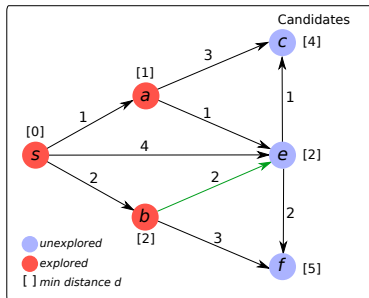 Candidates
c [4]
3
[1]
a
1
1
1
[0]
s
4
e [2]
2
2
2
b
[2]
3
f [5]
unexplored
explored
[ ] min distance d